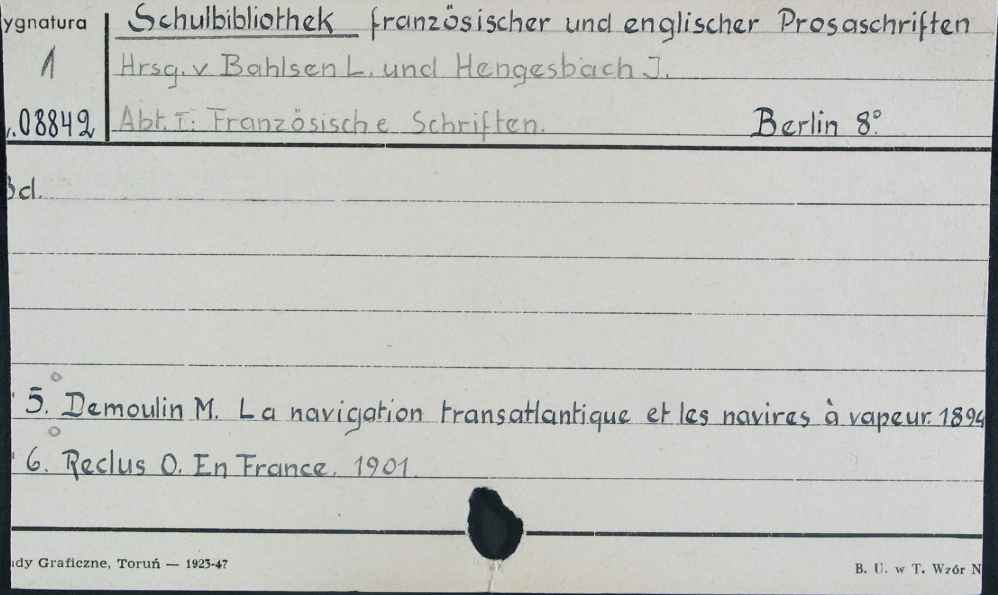 ygnatura
1
08842
Schulbibliothek französischer und englischer Prosaschriften
Hrsg. v Bahlsen L. und Hengesbach J.
Abt. I: Französische Schriften. Berlin 8°
Bd.
5. Demoulin M. La navigation transatlantique et les navires à vapeur. 1894
6. Reclus O. En France. 1901.
dy Graficzne, Toruń — 1923-47
B. U. w T. Wzór N